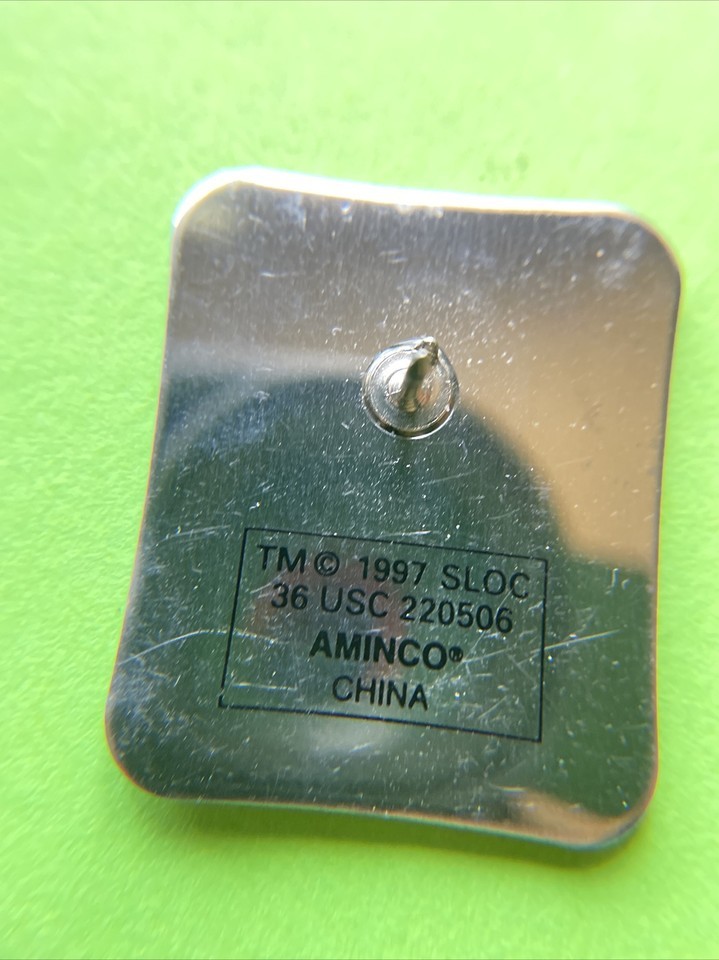 TM © 1997 SLOC
36 USC 220506
AMINCO®
CHINA